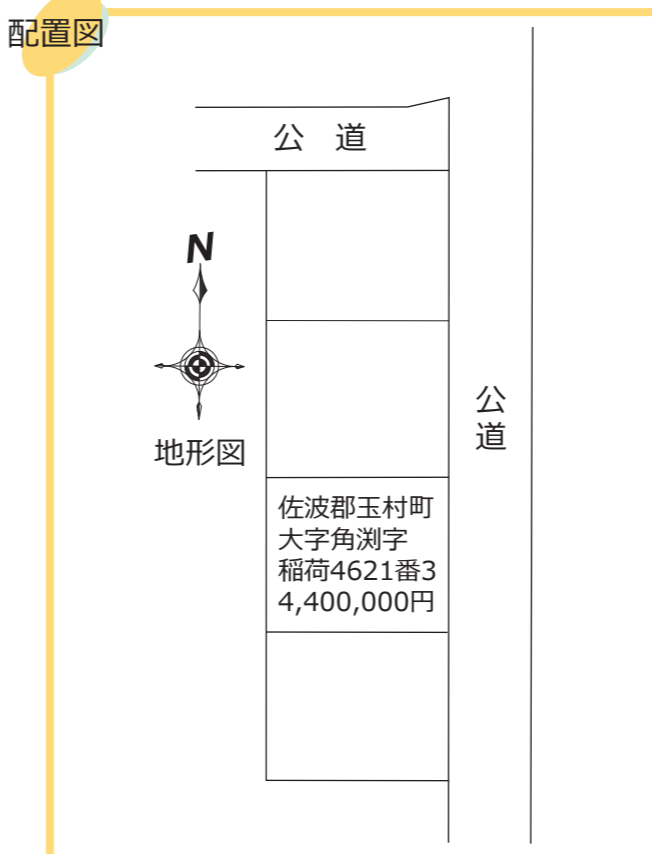 配置図
公　道
N
地形図
公道
佐波郡玉村町
大字角渕字
稲荷4621番3
4,400,000円